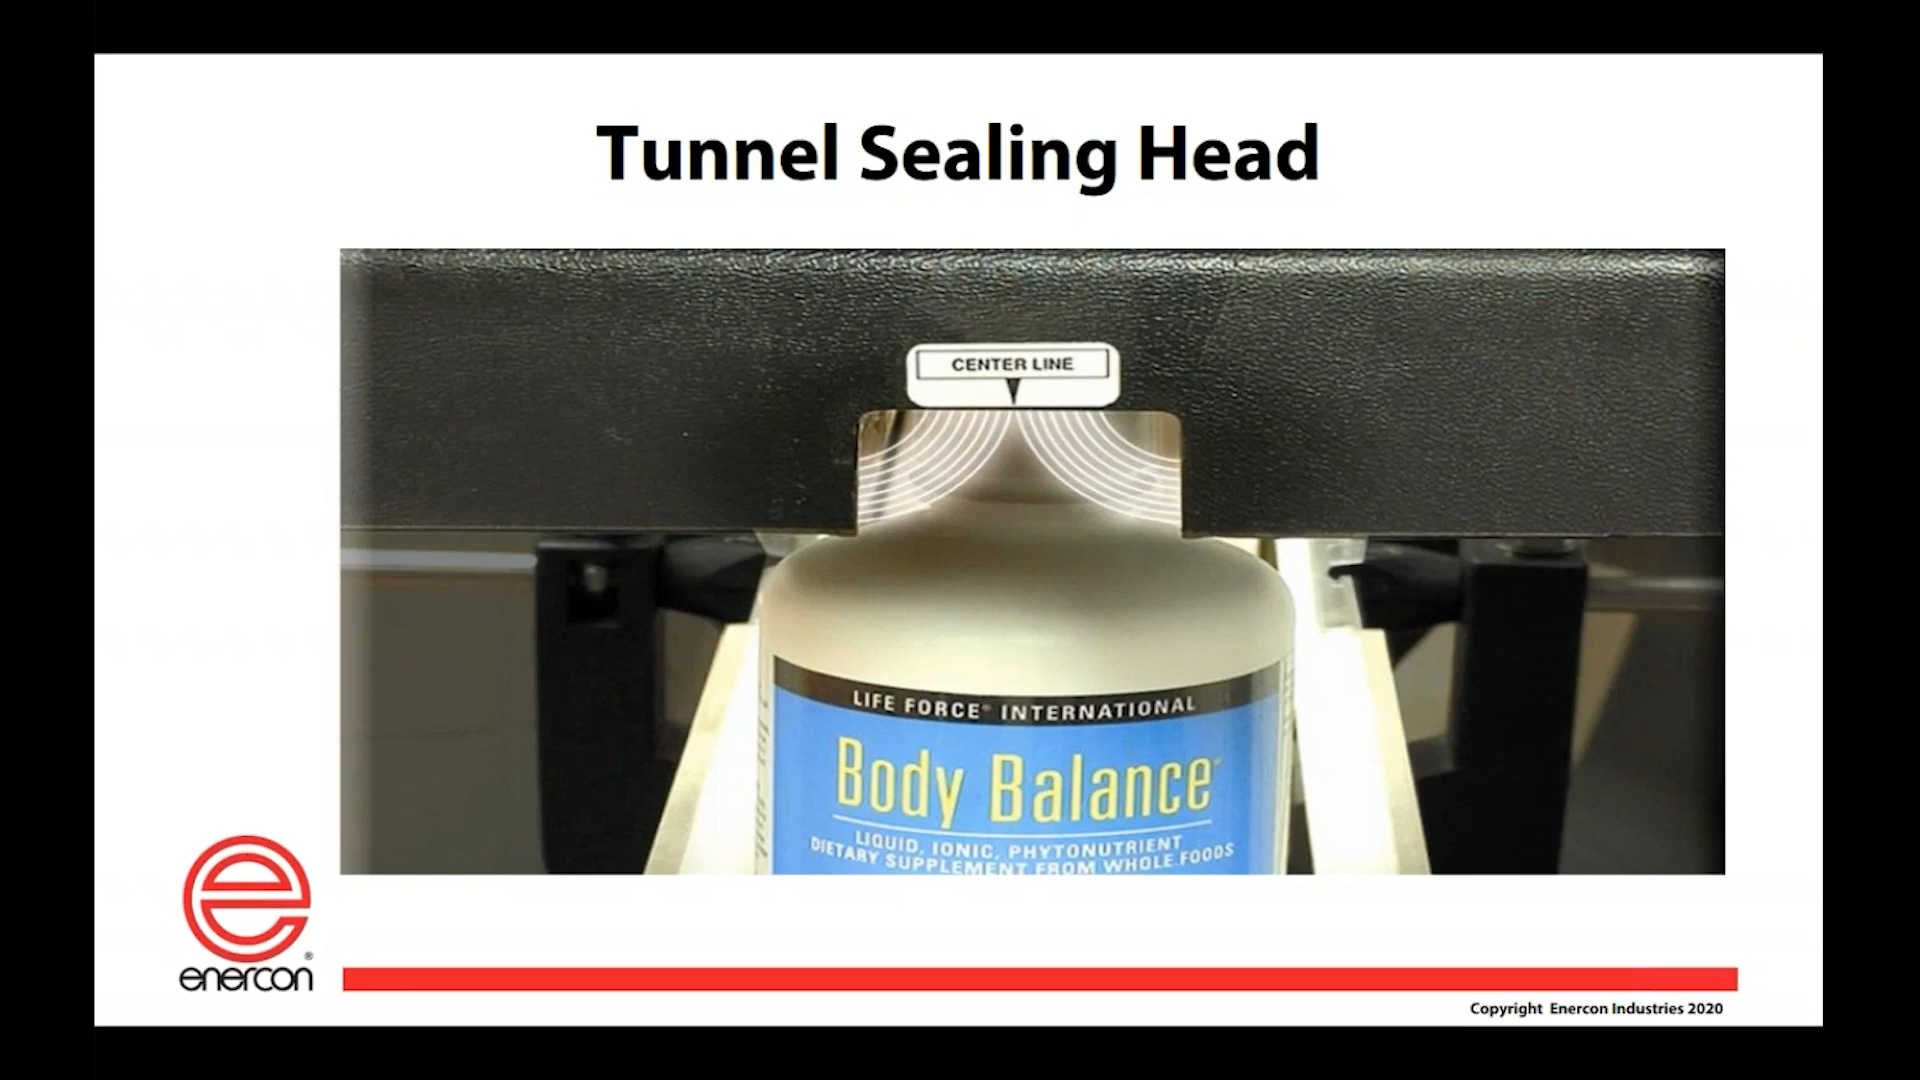 Tunnel Sealing Head
CENTER LINE
LIFE FORCE® INTERNATIONAL
Body Balance
LIQUID, IONIC, PHYTONUTRIENT
DIETARY SUPPLEMENT FROM WHOLE FOODS
enercon®
Copyright Enercon Industries 2020